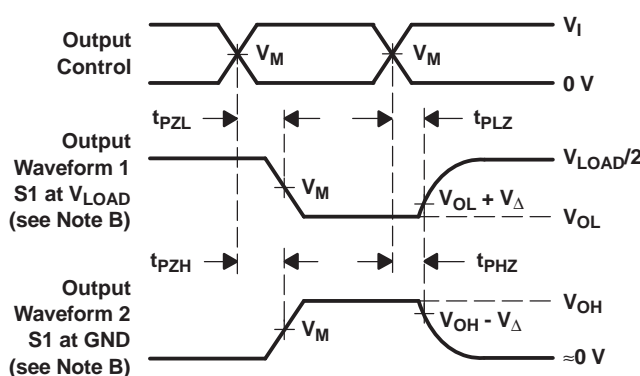 Output
Control
V_M
V_M
V_I
0 V
t_PZL
t_PLZ
Output
Waveform 1
S1 at V_LOAD
(see Note B)
V_M
V_OL + V_Δ
V_LOAD/2
V_OL
t_PZH
t_PHZ
Output
Waveform 2
S1 at GND
(see Note B)
V_M
V_OH - V_Δ
V_OH
≈0 V